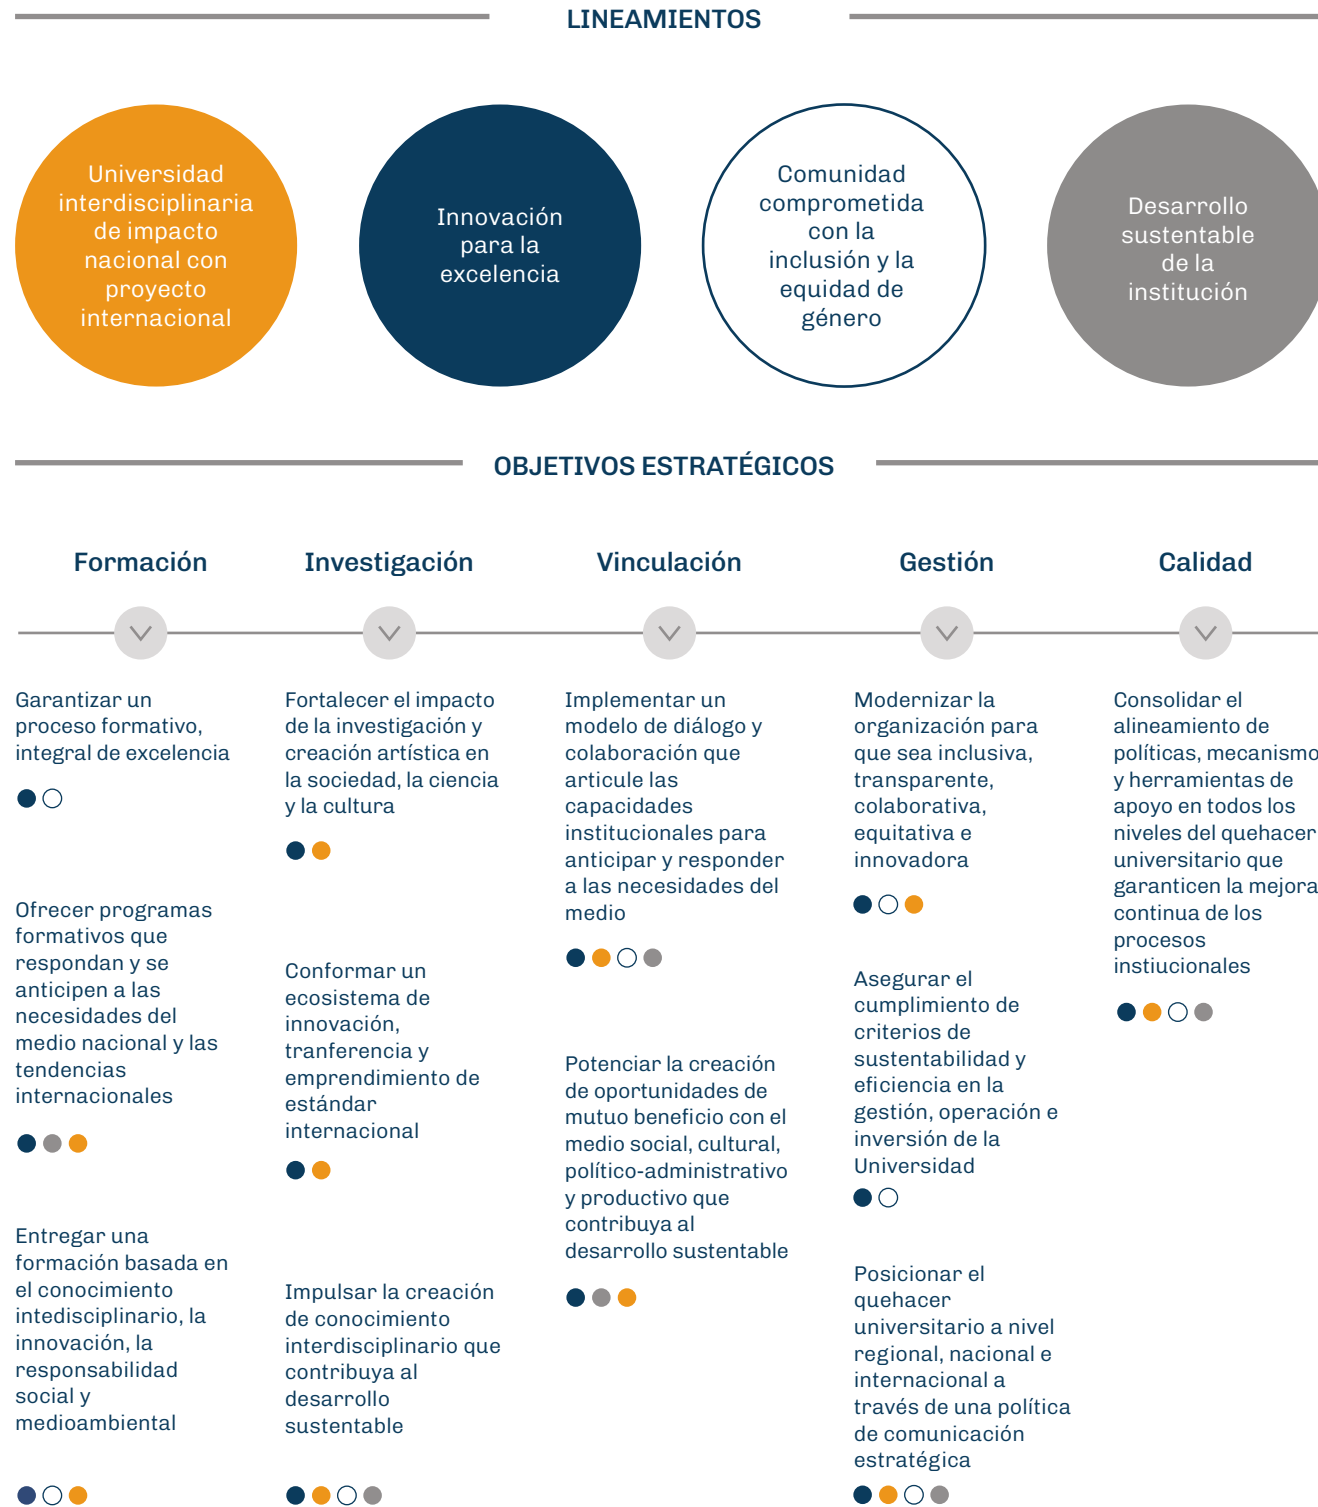 LINEAMIENTOS
Universidad
interdisciplinaria
de impacto
nacional con
proyecto
internacional
Innovación
para la
excelencia
Comunidad
comprometida
con la
inclusión y la
equidad de
género
Desarrollo
sustentable
de la
institución
OBJETIVOS ESTRATÉGICOS
Formación
Garantizar un
proceso formativo,
integral de excelencia
Ofrecer programas
formativos que
respondan y se
anticipen a las
necesidades del
medio nacional y las
tendencias
internacionales
Entregar una
formación basada en
el conocimiento
intedisciplinario, la
innovación, la
responsabilidad
social y
medioambiental
Investigación
Fortalecer el impacto
de la investigación y
creación artística en
la sociedad, la ciencia
y la cultura
Conformar un
ecosistema de
innovación,
tranferencia y
emprendimiento de
estándar
internacional
Impulsar la creación
de conocimiento
interdisciplinario que
contribuya al
desarrollo
sustentable
Vinculación
Implementar un
modelo de diálogo y
colaboración que
articule las
capacidades
institucionales para
anticipar y responder
a las necesidades del
medio
Potenciar la creación
de oportunidades de
mutuo beneficio con el
medio social, cultural,
político-administrativo
y productivo que
contribuya al
desarrollo sustentable
Gestión
Modernizar la
organización para
que sea inclusiva,
transparente,
colaborativa,
equitativa e
innovadora
Asegurar el
cumplimiento de
criterios de
sustentabilidad y
eficiencia en la
gestión, operación e
inversión de la
Universidad
Posicionar el
quehacer
universitario a nivel
regional, nacional e
internacional a
través de una política
de comunicación
estratégica
Calidad
Consolidar el
alineamiento de
políticas, mecanismo
y herramientas de
apoyo en todos los
niveles del quehacer
universitario que
garanticen la mejora
continua de los
procesos
instiucionales